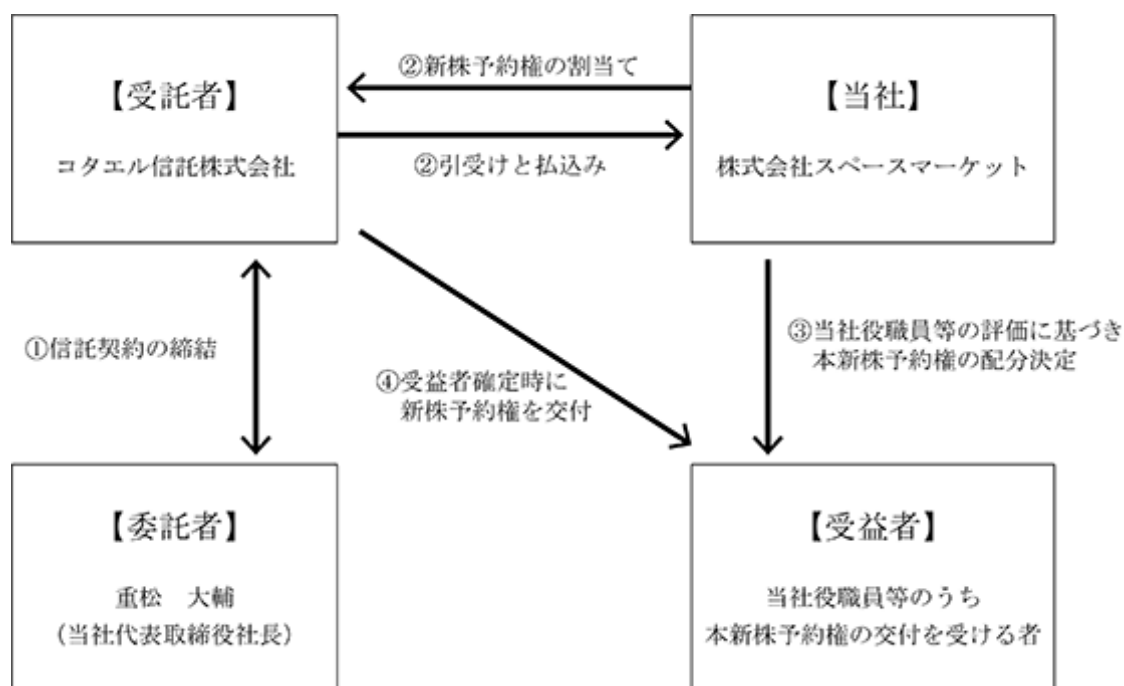 ②新株予約権の割当て
【受託者】
コタエル信託株式会社
②引受けと払込み
【当社】
株式会社スペースマーケット
①信託契約の締結
④受益者確定時に
新株予約権を交付
③当社役職員等の評価に基づき
本新株予約権の配分決定
【委託者】
重松　大輔
（当社代表取締役社長）
【受益者】
当社役職員等のうち
本新株予約権の交付を受ける者